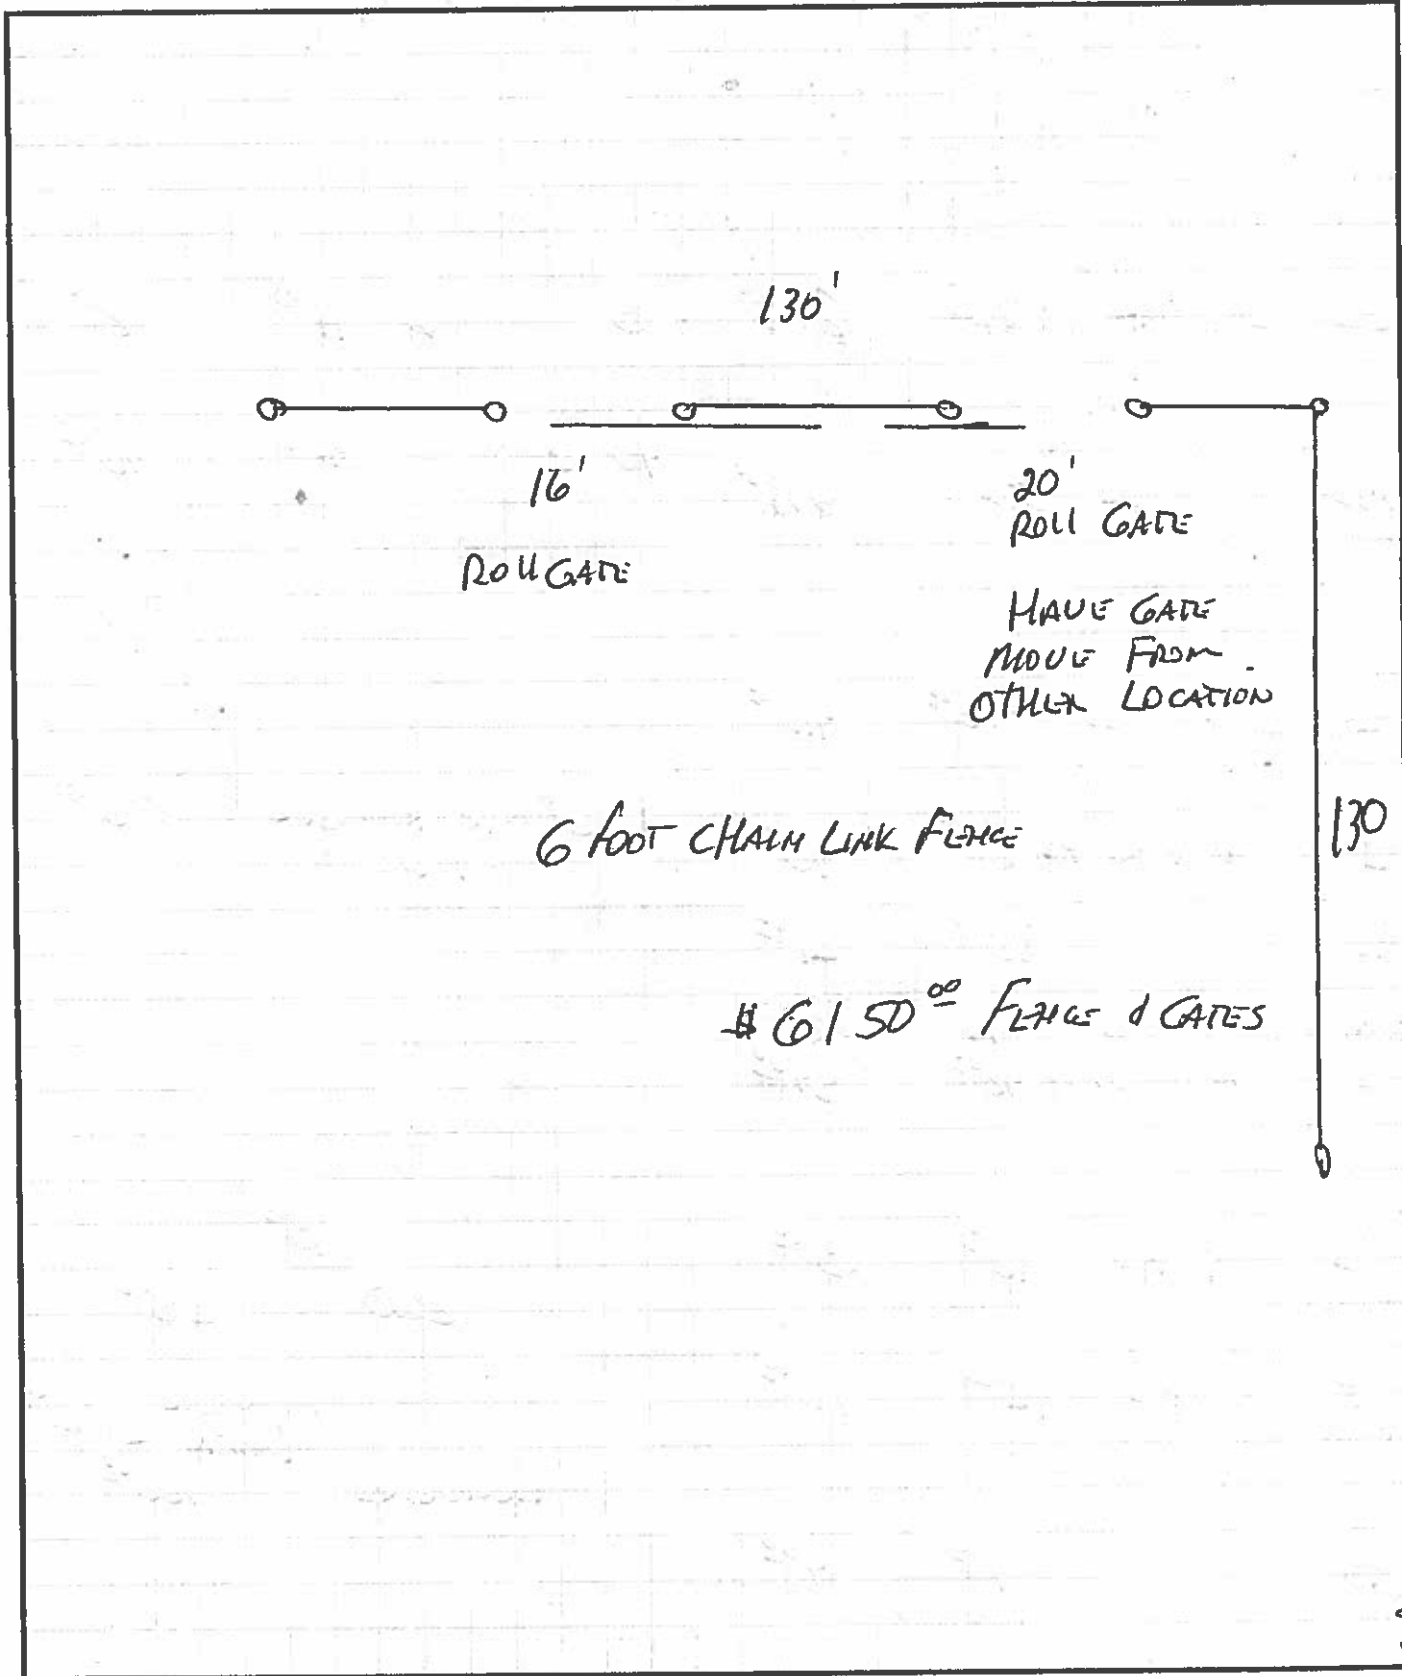 130'
16'
ROLL GATE
20'
ROLL GATE
HAVE GATE
MOVE FROM
OTHER LOCATION
6 FOOT CHAIN LINK FENCE
130
$6150 00 FENCE & GATES